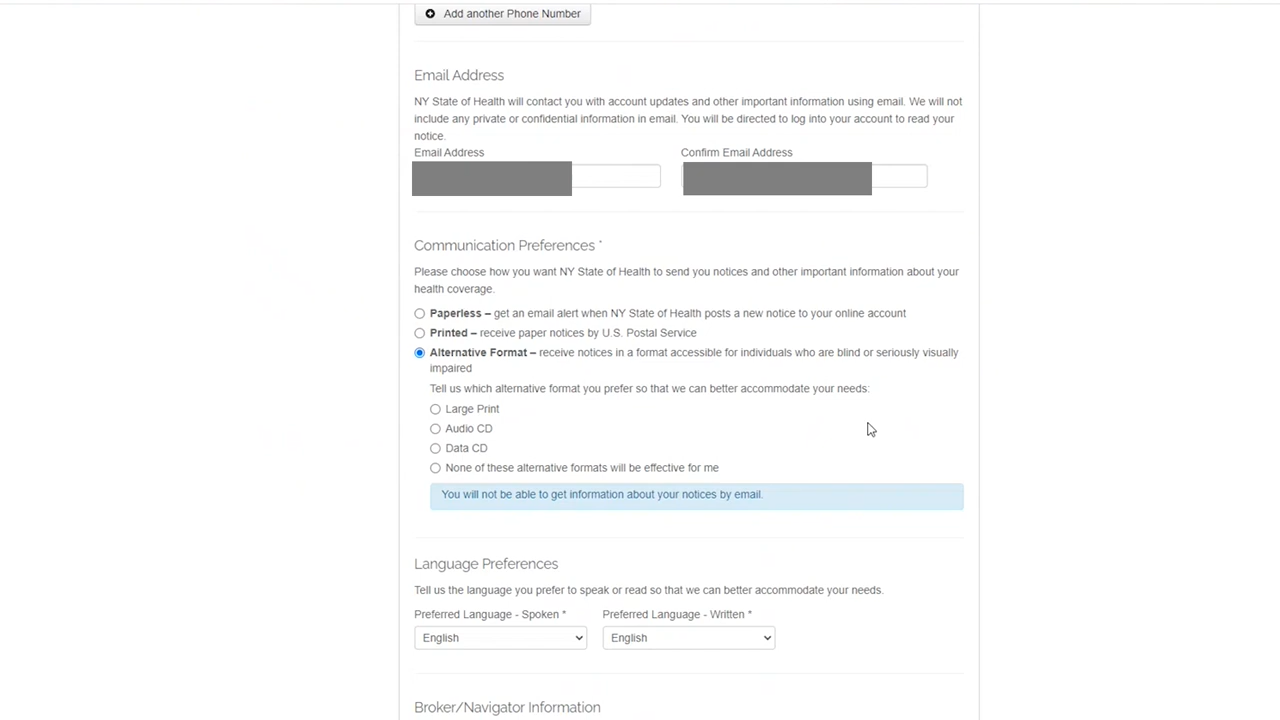 Add another Phone Number
Email Address
NY State of Health will contact you with account updates and other important information using email. We will not
include any private or confidential information in email. You will be directed to log into your account to read your
notice.
Email Address Confirm Email Address
Communication Preferences *
Please choose how you want NY State of Health to send you notices and other important information about your
health coverage.
Paperless – get an email alert when NY State of Health posts a new notice to your online account
Printed – receive paper notices by U.S. Postal Service
Alternative Format – receive notices in a format accessible for individuals who are blind or seriously visually
impaired
Tell us which alternative format you prefer so that we can better accommodate your needs:
Large Print
Audio CD
Data CD
None of these alternative formats will be effective for me
You will not be able to get information about your notices by email.
Language Preferences
Tell us the language you prefer to speak or read so that we can better accommodate your needs.
Preferred Language - Spoken * Preferred Language - Written *
English English
Broker/Navigator Information